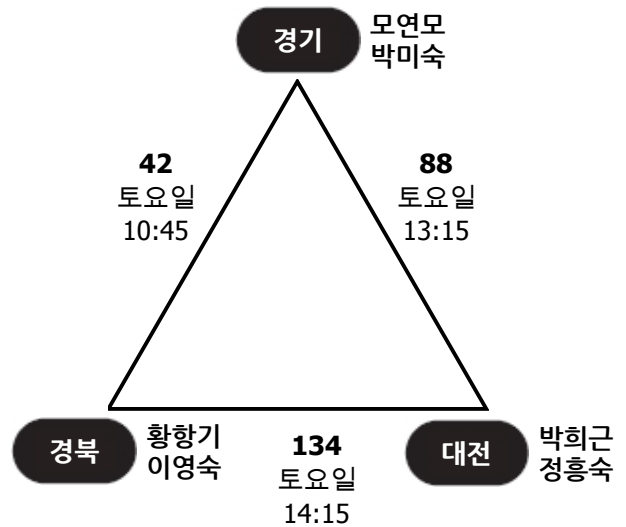 경기
모연모
박미숙
42
토요일
10:45
88
토요일
13:15
경북
황항기
이영숙
134
토요일
14:15
대전
박희근
정흥숙